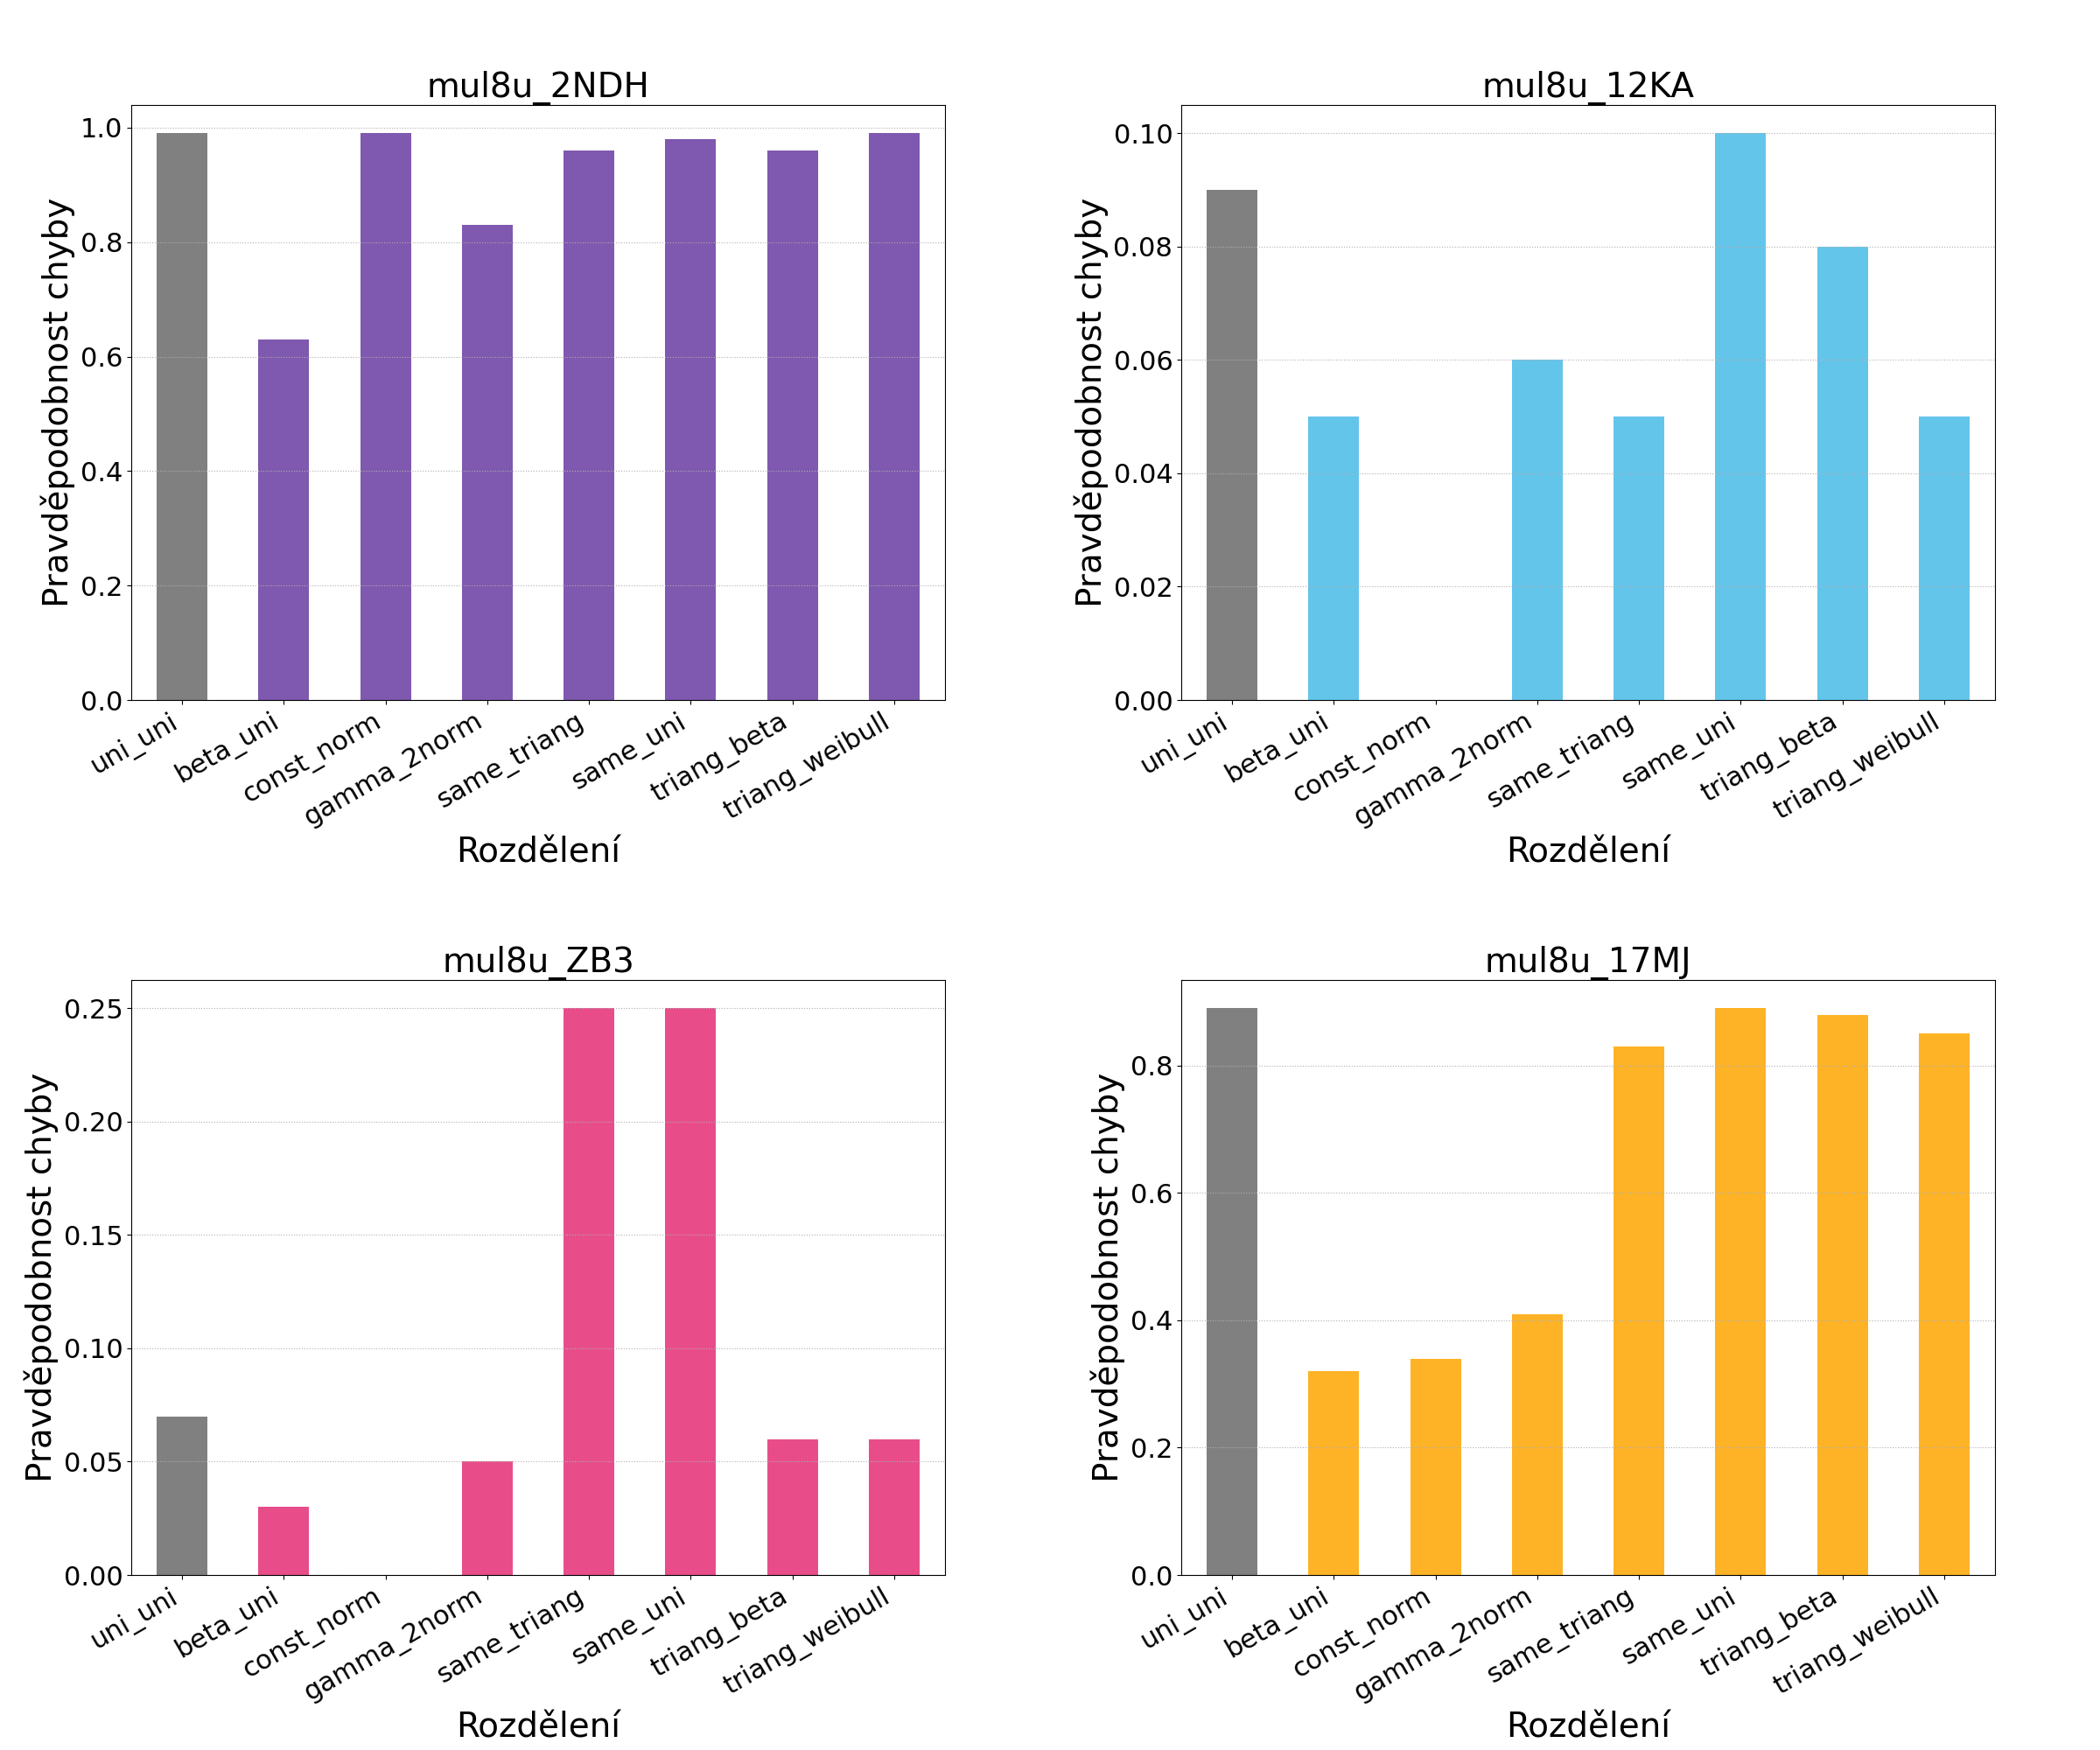 mul8u_2NDH
Pravděpodobnost chyby
1.0
0.8
0.6
0.4
0.2
0.0
uni_uni
beta_uni
const_norm
gamma_2norm
same_triang
same_uni
triang_beta
triang_weibull
Rozdělení
mul8u_12KA
Pravděpodobnost chyby
0.10
0.08
0.06
0.04
0.02
0.00
uni_uni
beta_uni
const_norm
gamma_2norm
same_triang
same_uni
triang_beta
triang_weibull
Rozdělení
mul8u_ZB3
Pravděpodobnost chyby
0.25
0.20
0.15
0.10
0.05
0.00
uni_uni
beta_uni
const_norm
gamma_2norm
same_triang
same_uni
triang_beta
triang_weibull
Rozdělení
mul8u_17MJ
Pravděpodobnost chyby
0.8
0.6
0.4
0.2
0.0
uni_uni
beta_uni
const_norm
gamma_2norm
same_triang
same_uni
triang_beta
triang_weibull
Rozdělení